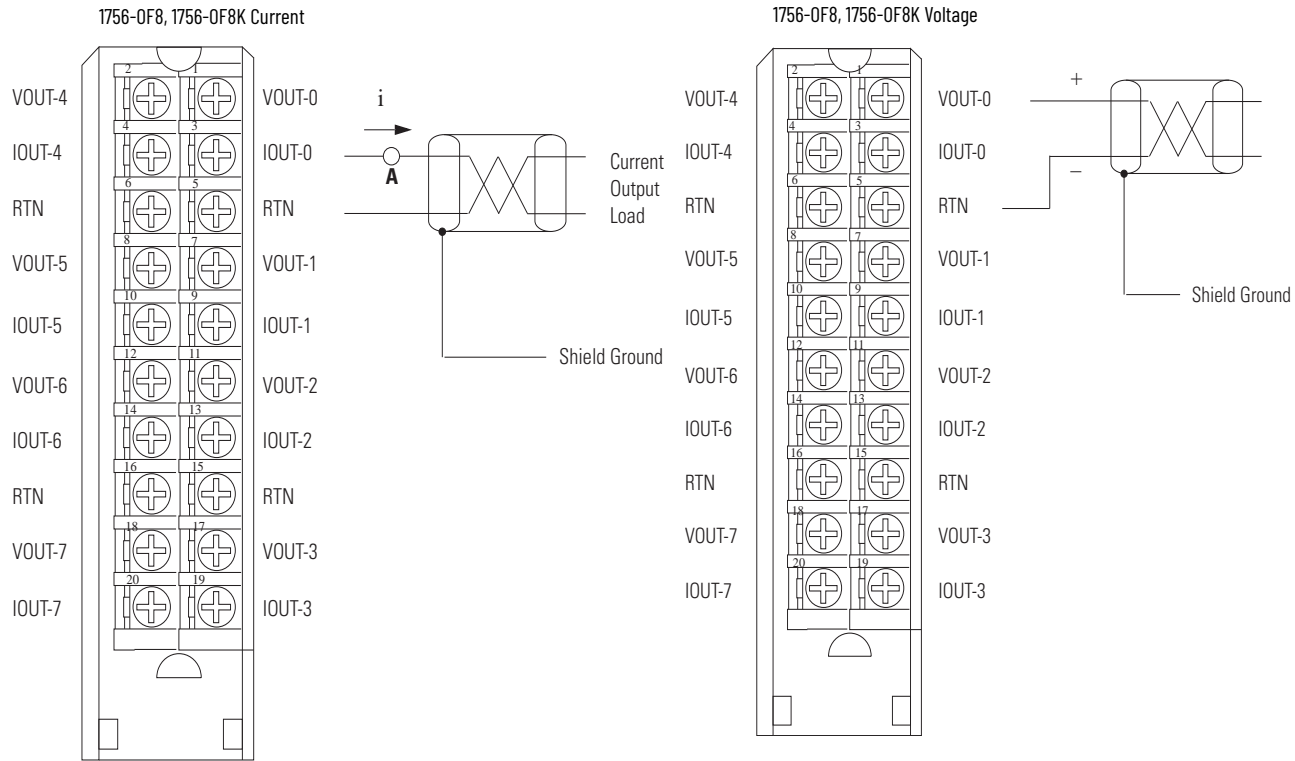 1756-OF8, 1756-OF8K Current
2 1
VOUT-4 VOUT-0 i
4 3
IOUT-4 IOUT-0 A Current
Output
Load
6 5
RTN RTN
8 7
VOUT-5 VOUT-1
10 9
IOUT-5 IOUT-1
Shield Ground
12 11
VOUT-6 VOUT-2
14 13
IOUT-6 IOUT-2
16 15
RTN RTN
18 17
VOUT-7 VOUT-3
20 19
IOUT-7 IOUT-3
1756-OF8, 1756-OF8K Voltage
2 1
VOUT-4 VOUT-0 +
4 3
IOUT-4 IOUT-0 –
6 5
RTN RTN
8 7
VOUT-5 VOUT-1
Shield Ground
10 9
IOUT-5 IOUT-1
12 11
VOUT-6 VOUT-2
14 13
IOUT-6 IOUT-2
16 15
RTN RTN
18 17
VOUT-7 VOUT-3
20 19
IOUT-7 IOUT-3